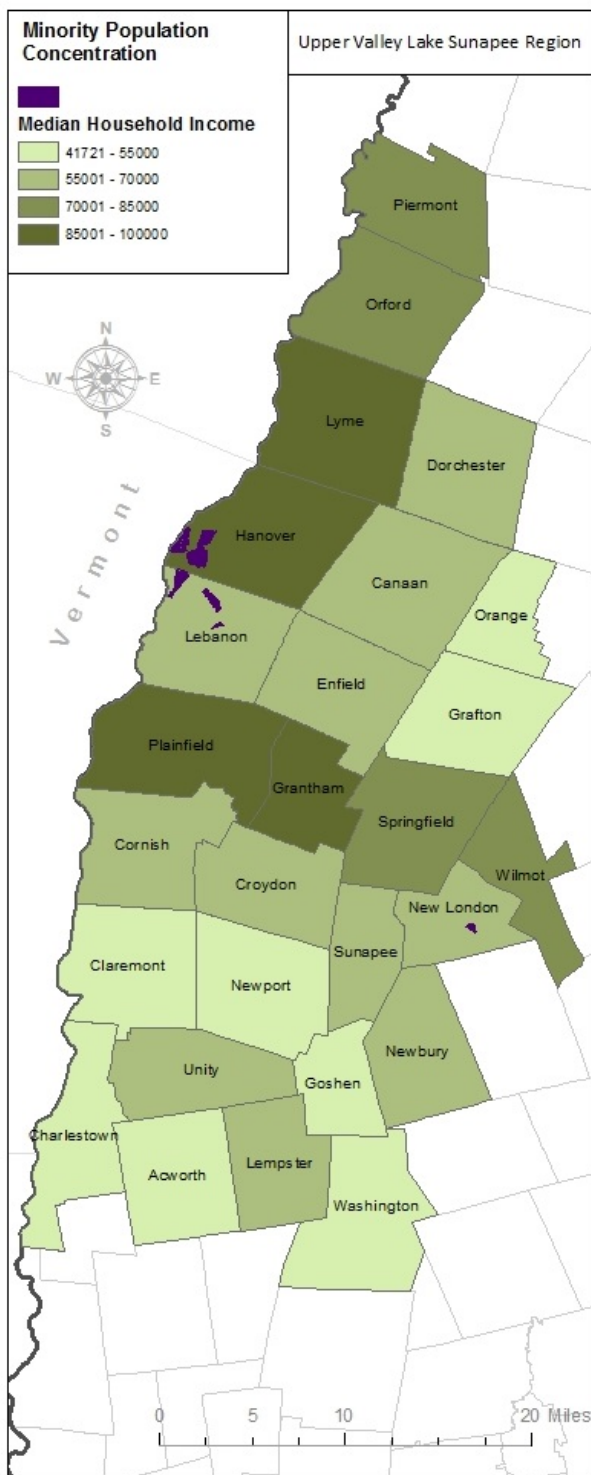 Minority Population
Concentration
Upper Valley Lake Sunapee Region
Median Household Income
41721 - 55000
55001 - 70000
70001 - 85000
85001 - 100000
Piermont
Orford
N
W E
S
Lyme
Dorchester
Vermont
Hanover
Canaan
Orange
Lebanon
Enfield
Grafton
Plainfield
Grantham
Springfield
Wilmot
Cornish
Croydon
New London
Sunapee
Claremont
Newport
Newbury
Unity
Goshen
Charlestown
Acworth
Lempster
Washington
0 5 10 20 Miles